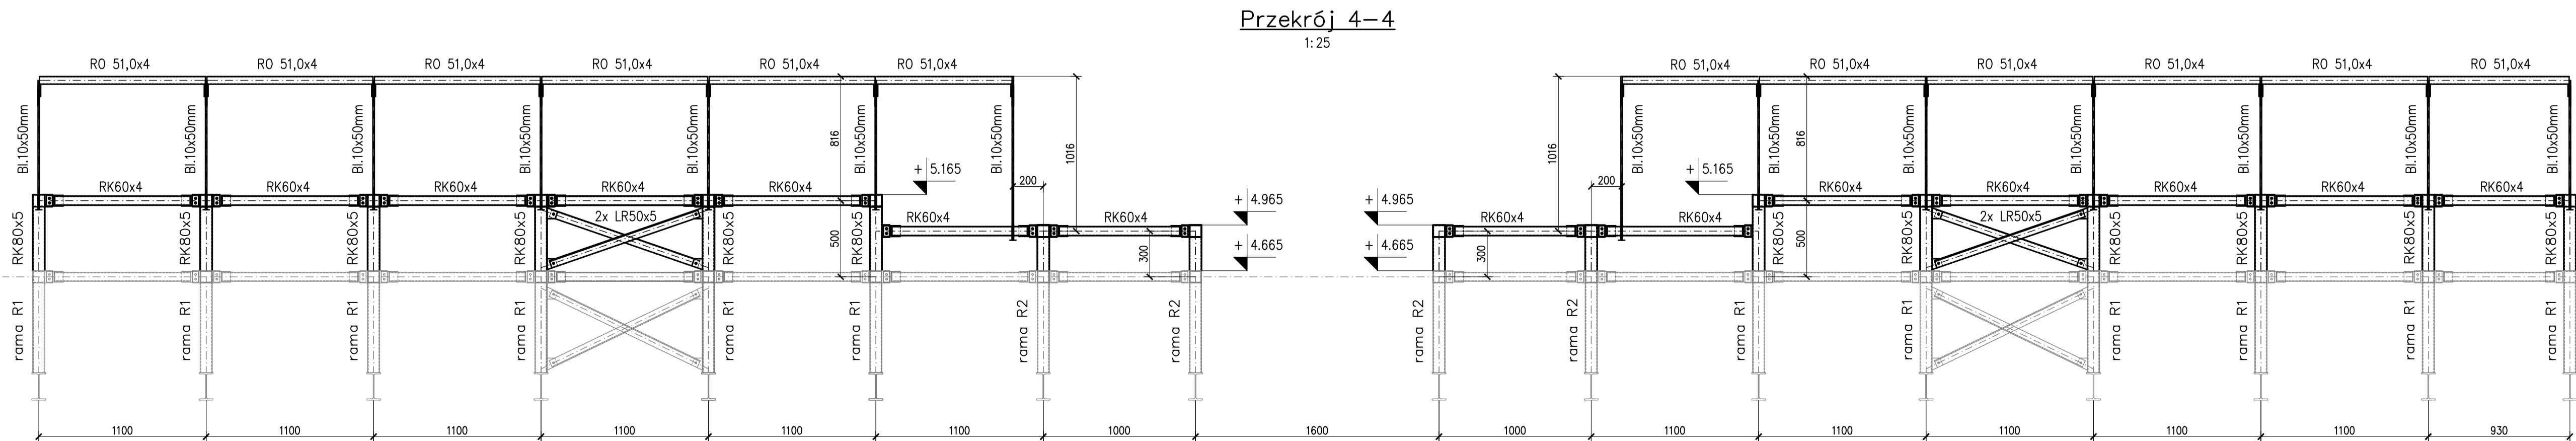 Przekrój 4-4
1:25
RO 51,0x4 RO 51,0x4 RO 51,0x4 RO 51,0x4 RO 51,0x4 RO 51,0x4 RO 51,0x4 RO 51,0x4 RO 51,0x4 RO 51,0x4 RO 51,0x4 RO 51,0x4
Bl.10x50mm Bl.10x50mm Bl.10x50mm Bl.10x50mm Bl.10x50mm 816 Bl.10x50mm Bl.10x50mm 1016 1016 Bl.10x50mm Bl.10x50mm 816 Bl.10x50mm Bl.10x50mm Bl.10x50mm Bl.10x50mm Bl.10x50mm
+ 5.165 + 5.165
200 200
RK60x4 RK60x4 RK60x4 RK60x4 RK60x4 RK60x4 RK60x4 RK60x4 RK60x4 RK60x4
+ 4.965 + 4.965
2x LR50x5 RK60x4 RK60x4 RK60x4 RK60x4 2x LR50x5
RK80x5 RK80x5 RK80x5 RK80x5 RK80x5 500 RK80x5 RK80x5 500 RK80x5 RK80x5 RK80x5 RK80x5 RK80x5
+ 4.665 + 4.665
300 300
rama R1 rama R1 rama R1 rama R1 rama R1 rama R1 rama R2 rama R2 rama R2 rama R2 rama R1 rama R1 rama R1 rama R1 rama R1 rama R1
1100 1100 1100 1100 1100 1100 1000 1600 1000 1100 1100 1100 1100 1100 930